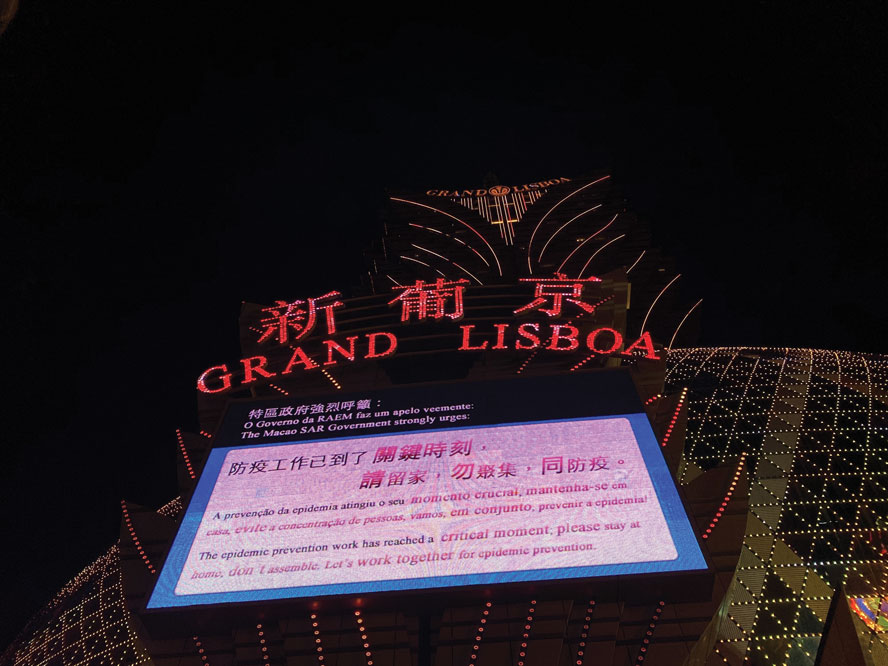 GRAND LISBOA
新葡京
GRAND LISBOA
特區政府強烈呼籲：
O Governo da RAEM faz um apelo veemente:
The Macao SAR Government strongly urges:
防疫工作已到了關鍵時刻，
請留家，勿聚集，同防疫。
A prevenção da epidemia atingiu o seu momento crucial, mantenha-se em
casa, evite a concentração de pessoas, vamos, em conjunto, prevenir a epidemia!
The epidemic prevention work has reached a critical moment; please stay at
home, don't assemble. Let's work together for epidemic prevention.